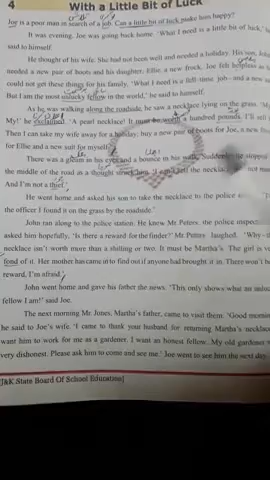 4 With a Little Bit of Luck
Joy is a poor man in search of a job. Can a little bit of luck make him happy?
It was evening. Joe was going back home. 'What I need is a little bit of luck,'
said to himself.
He thought of his wife. She had not been well and needed a holiday. His son, John
needed a new pair of boots and his daughter, Ellie, a new frock. Joe felt helpless
could not get these things for his family, 'What I need is a full-time job - and a new
But I am the most unlucky fellow in the world,' he said to himself.
As he was walking along the roadside, he saw a necklace lying on the grass. 'My
My!' he exclaimed. 'A pearl necklace! It must be worth a hundred pounds. I'll sell
Then I can take my wife away for a holiday; buy a new pair of boots for Joe, a new
for Ellie and a new suit for myself.'
There was a gleam in his eyes and a bounce in his walk. Suddenly he stopped
the middle of the road as a thought struck him. 'I can't sell the necklace
And I'm not a thief.'
He went home and asked his son to take the necklace to the police
the officer I found it on the grass by the roadside.'
John ran along to the police station. He knew Mr Peters, the police inspector
asked him hopefully, 'Is there a reward for the finder?' Mr Peters laughed. 'Why - the
necklace isn't worth more than a shilling or two. It must be Martha's. The girl is very
fond of it. Her mother has come in to find out if anyone had brought it in. There won't be
reward, I'm afraid.'
John went home and gave his father the news. 'This only shows what an unlucky
fellow I am!' said Joe.
The next morning Mr Jones, Martha's father, came to visit them. 'Good morning
he said to Joe's wife. 'I came to thank your husband for returning Martha's necklace
want him to work for me as a gardener. I want an honest fellow. My old gardener
very dishonest. Please ask him to come and see me.' Joe went to see him the next day
[J&K State Board Of School Education]